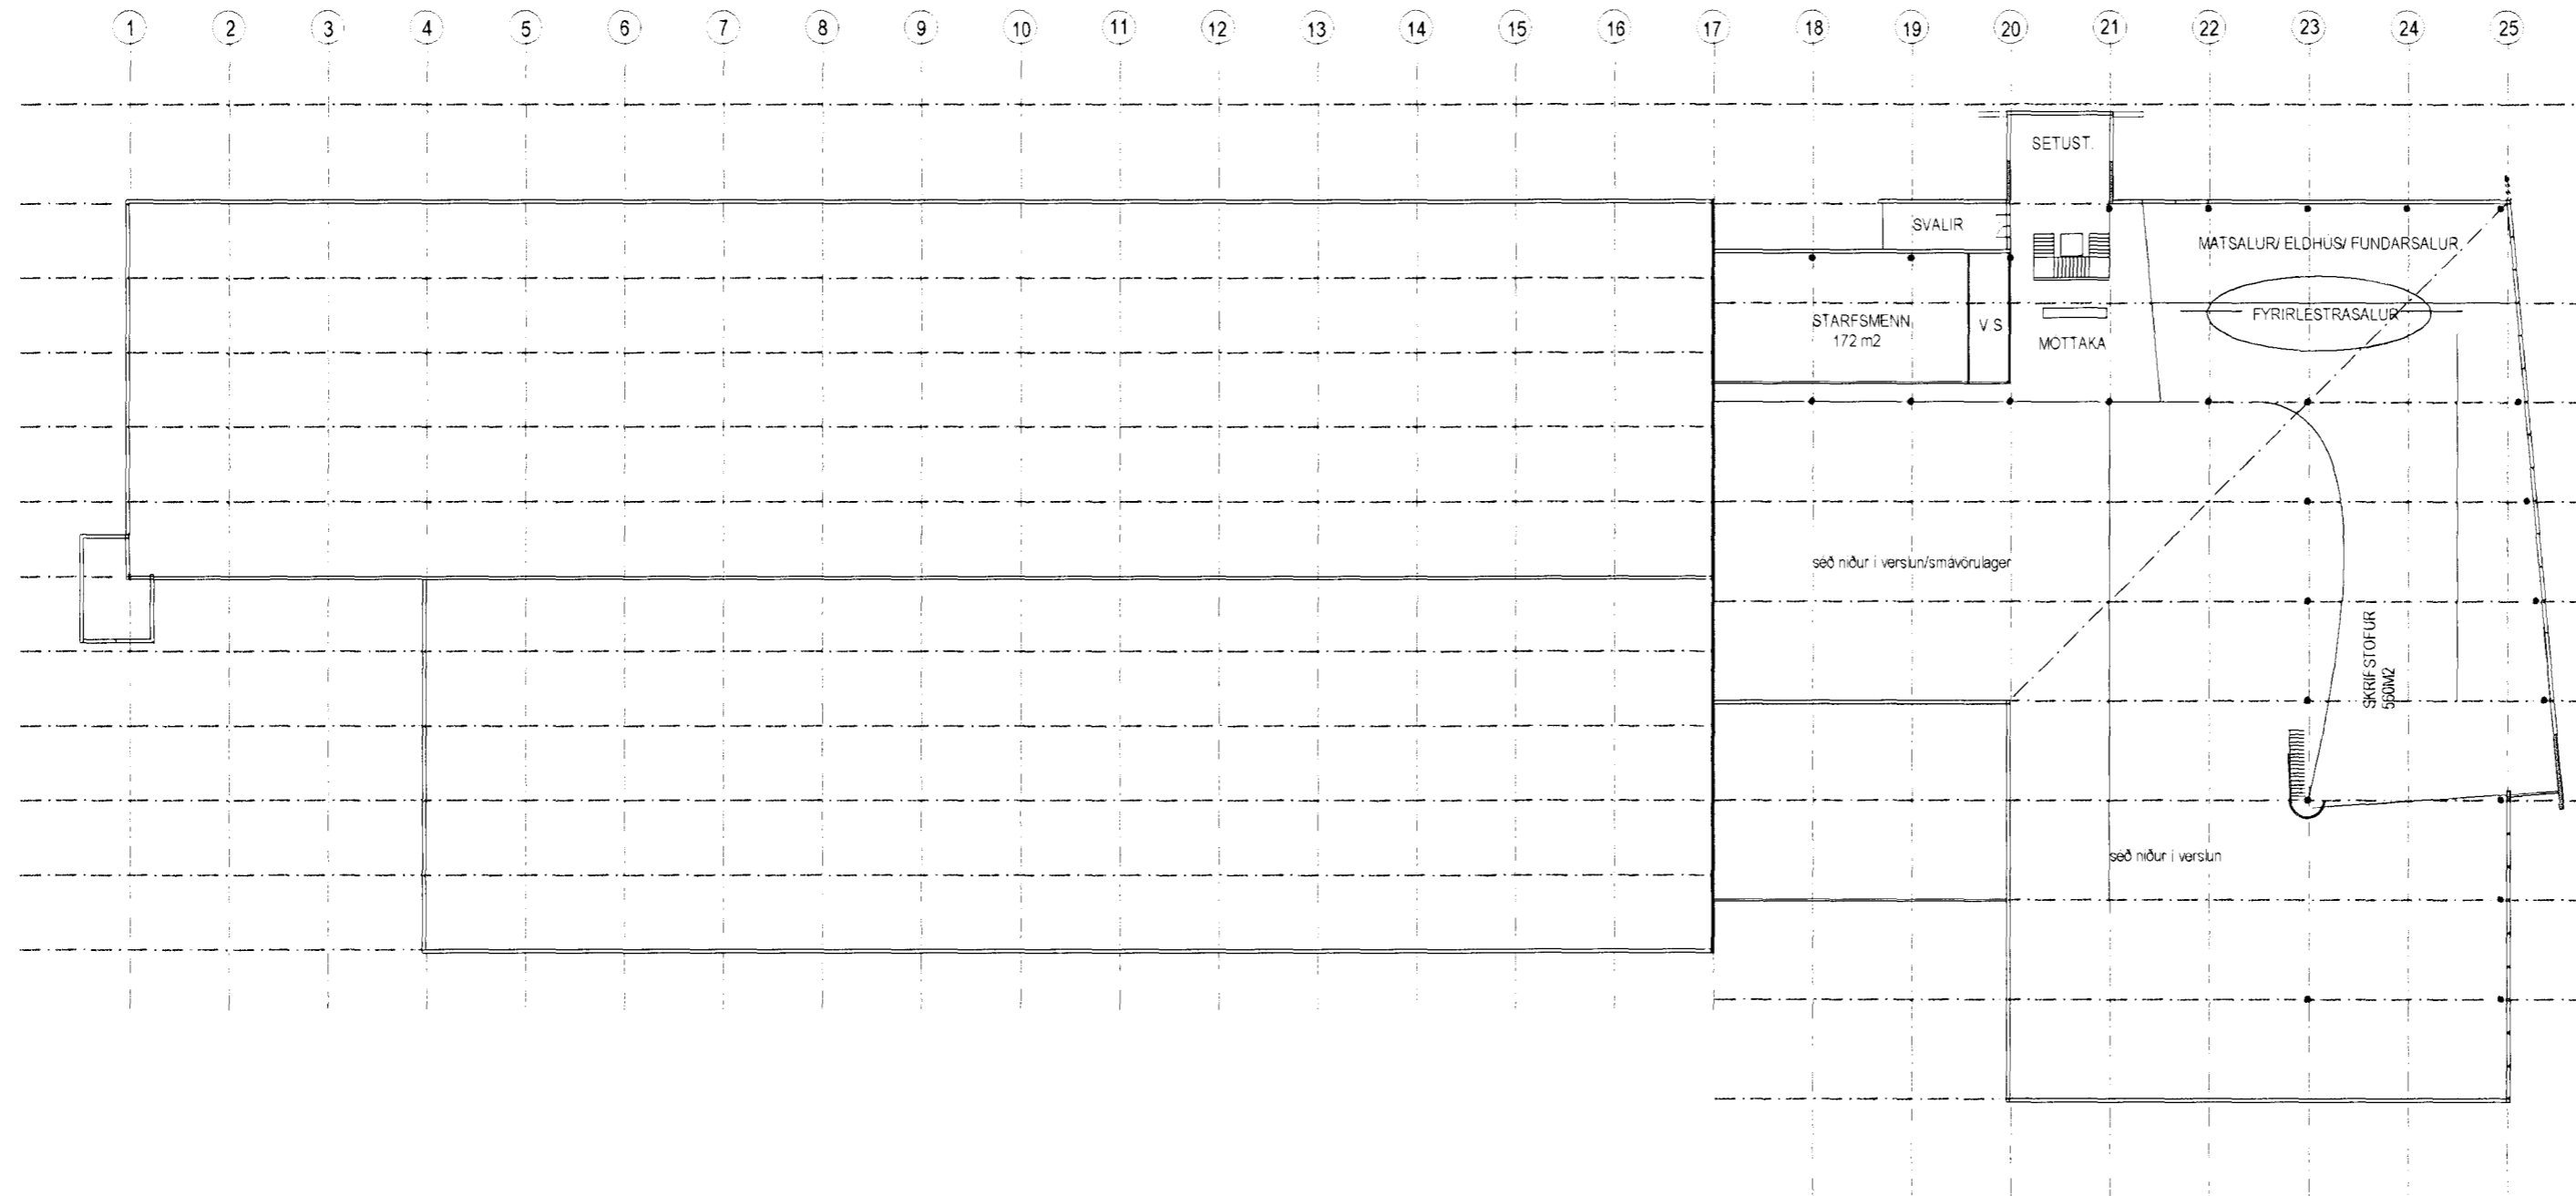 1 2 3 4 5 6 7 8 9 10 11 12 13 14 15 16 17 18 19 20 21 22 23 24 25
SETUST.
SVALIR
MATSALUR/ ELDHÚS/ FUNDARSALUR
FYRIRLESTRASALUR
STARFSMENN
172 m2
V.S
MÓTTAKA
séð niður í verslun/smávörulager
SKRIFSTOFUR
560M2
séð niður í verslun